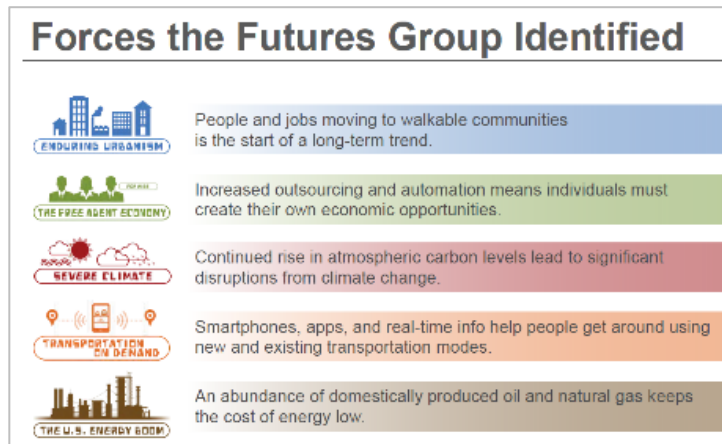 Forces the Futures Group Identified
ENDURING URBANISM
People and jobs moving to walkable communities
is the start of a long-term trend.
THE FREE AGENT ECONOMY
Increased outsourcing and automation means individuals must
create their own economic opportunities.
SEVERE CLIMATE
Continued rise in atmospheric carbon levels lead to significant
disruptions from climate change.
TRANSPORTATION
ON DEMAND
Smartphones, apps, and real-time info help people get around using
new and existing transportation modes.
THE U.S. ENERGY BOOM
An abundance of domestically produced oil and natural gas keeps
the cost of energy low.